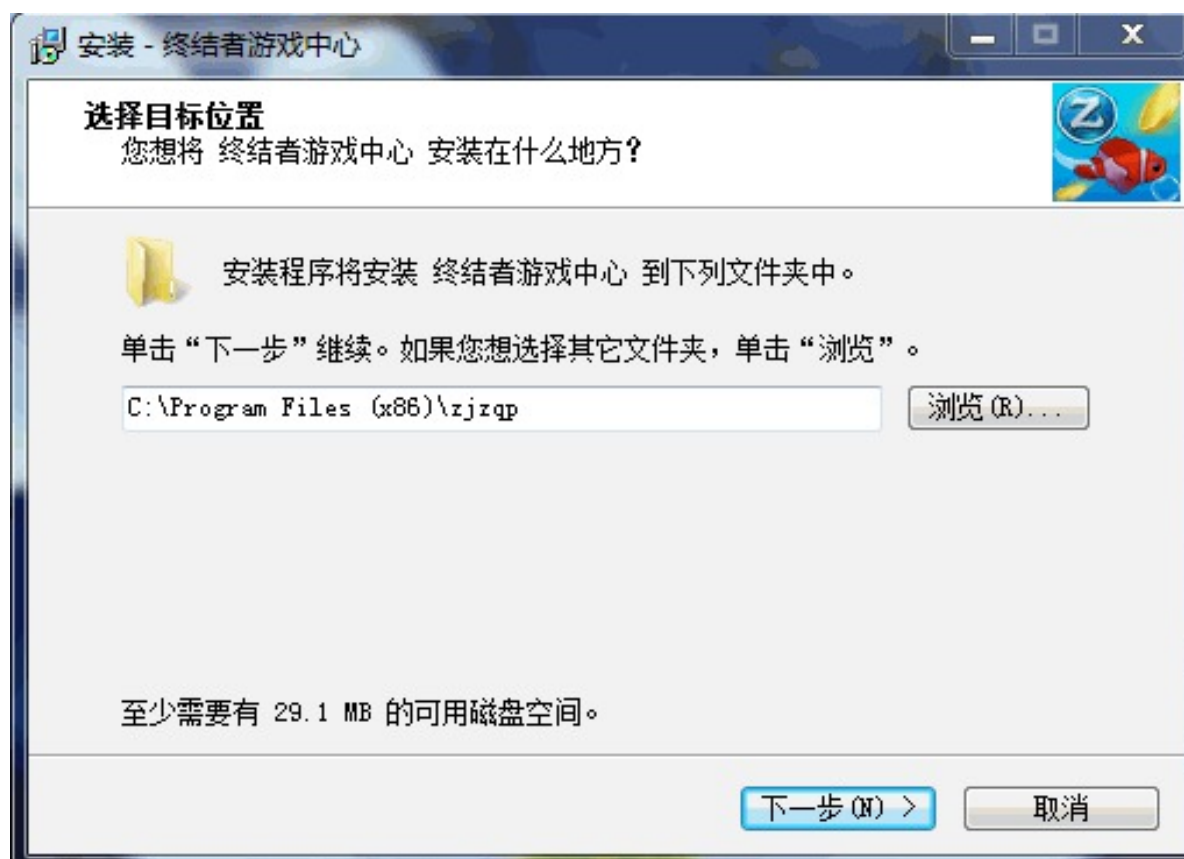 安装 - 终结者游戏中心
选择目标位置
您想将 终结者游戏中心 安装在什么地方?
Z
安装程序将安装 终结者游戏中心 到下列文件夹中。
单击“下一步”继续。如果您想选择其它文件夹，单击“浏览”。
C:\Program Files (x86)\zjzqp
浏览(R)...
至少需要有 29.1 MB 的可用磁盘空间。
下一步(N) >
取消